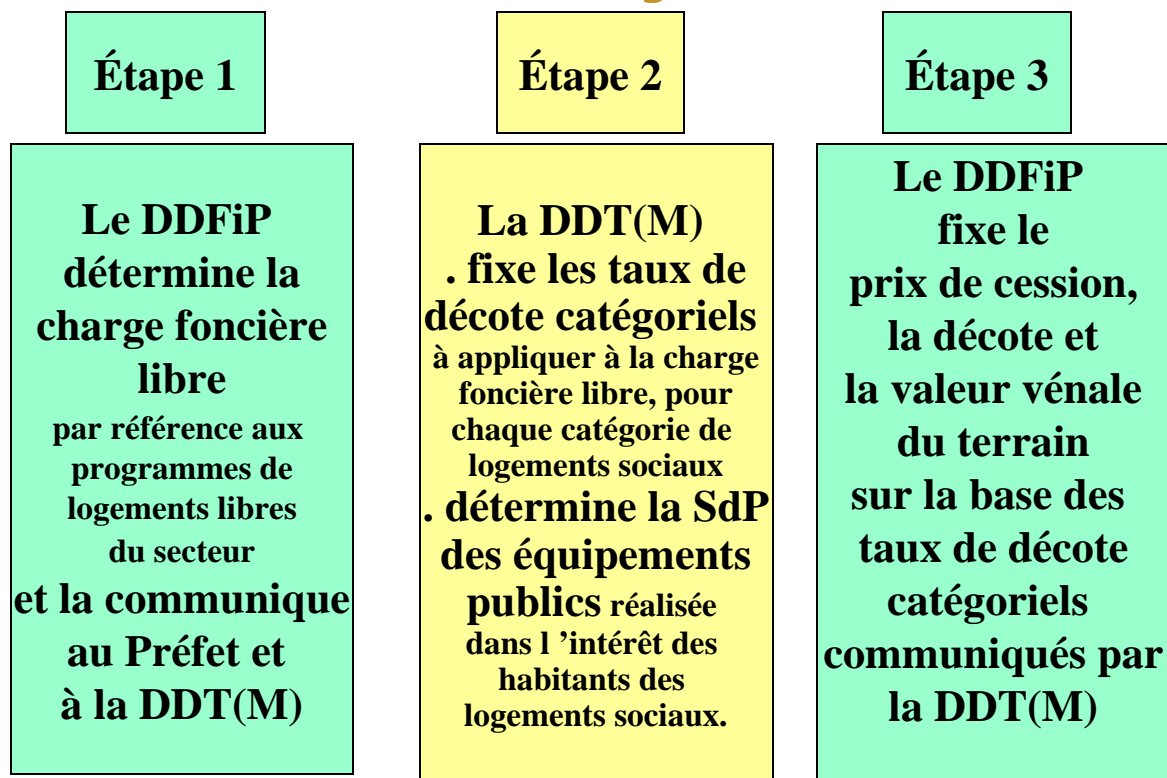 Étape 1
Le DDFiP
détermine la
charge foncière
libre
par référence aux
programmes de
logements libres
du secteur
et la communique
au Préfet et
à la DDT(M)
Étape 2
La DDT(M)
. fixe les taux de
décote catégoriels
à appliquer à la charge
foncière libre, pour
chaque catégorie de
logements sociaux
. détermine la SdP
des équipements
publics réalisée
dans l ’intérêt des
habitants des
logements sociaux.
Étape 3
Le DDFiP
fixe le
prix de cession,
la décote et
la valeur vénale
du terrain
sur la base des
taux de décote
catégoriels
communiqués par
la DDT(M)